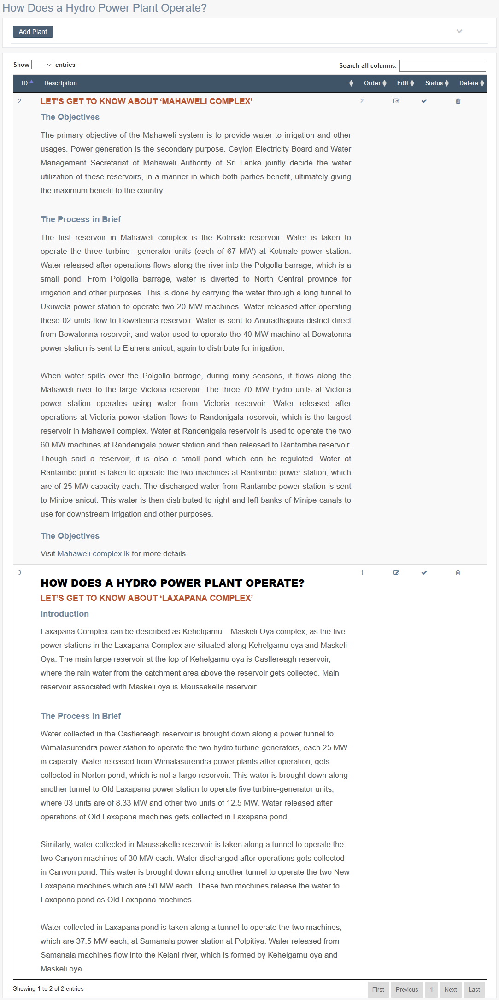 How Does a Hydro Power Plant Operate?
Add Plant
Show entries
Search all columns:
ID Description Order Edit Status Delete
2 LET’S GET TO KNOW ABOUT ‘MAHAWELI COMPLEX’ 2
The Objectives
The primary objective of the Mahaweli system is to provide water to irrigation and other
usages. Power generation is the secondary purpose. Ceylon Electricity Board and Water
Management Secretariat of Mahaweli Authority of Sri Lanka jointly decide the water
utilization of these reservoirs, in a manner in which both parties benefit, ultimately giving
the maximum benefit to the country.
The Process in Brief
The first reservoir in Mahaweli complex is the Kotmale reservoir. Water is taken to
operate the three turbine –generator units (each of 67 MW) at Kotmale power station.
Water released after operations flows along the river into the Polgolla barrage, which is a
small pond. From Polgolla barrage, water is diverted to North Central province for
irrigation and other purposes. This is done by carrying the water through a long tunnel to
Ukuwela power station to operate two 20 MW machines. Water released after operating
these 02 units flow to Bowatenna reservoir. Water is sent to Anuradhapura district direct
from Bowatenna reservoir, and water used to operate the 40 MW machine at Bowatenna
power station is sent to Elahera anicut, again to distribute for irrigation.
When water spills over the Polgolla barrage, during rainy seasons, it flows along the
Mahaweli river to the large Victoria reservoir. The three 70 MW hydro units at Victoria
power station operates using water from Victoria reservoir. Water released after
operations at Victoria power station flows to Randenigala reservoir, which is the largest
reservoir in Mahaweli complex. Water at Randenigala reservoir is used to operate the two
60 MW machines at Randenigala power station and then released to Rantambe reservoir.
Though said a reservoir, it is also a small pond which can be regulated. Water at
Rantambe pond is taken to operate the two machines at Rantambe power station, which
are of 25 MW capacity each. The discharged water from Rantambe power station is sent
to Minipe anicut. This water is then distributed to right and left banks of Minipe canals to
use for downstream irrigation and other purposes.
The Objectives
Visit Mahaweli complex.lk for more details
3 1
HOW DOES A HYDRO POWER PLANT OPERATE?
LET’S GET TO KNOW ABOUT ‘LAXAPANA COMPLEX’
Introduction
Laxapana Complex can be described as Kehelgamu – Maskeli Oya complex, as the five
power stations in the Laxapana Complex are situated along Kehelgamu oya and Maskeli
Oya. The main large reservoir at the top of Kehelgamu oya is Castlereagh reservoir,
where the rain water from the catchment area above the reservoir gets collected. Main
reservoir associated with Maskeli oya is Maussakelle reservoir.
The Process in Brief
Water collected in the Castlereagh reservoir is brought down along a power tunnel to
Wimalasurendra power station to operate the two hydro turbine-generators, each 25 MW
in capacity. Water released from Wimalasurendra power plants after operation, gets
collected in Norton pond, which is not a large reservoir. This water is brought down along
another tunnel to Old Laxapana power station to operate five turbine-generator units,
where 03 units are of 8.33 MW and other two units of 12.5 MW. Water released after
operations of Old Laxapana machines gets collected in Laxapana pond.
Similarly, water collected in Maussakelle reservoir is taken along a tunnel to operate the
two Canyon machines of 30 MW each. Water discharged after operations gets collected
in Canyon pond. This water is brought down along another tunnel to operate the two New
Laxapana machines which are 50 MW each. These two machines release the water to
Laxapana pond as Old Laxapana machines.
Water collected in Laxapana pond is taken along a tunnel to operate the two machines,
which are 37.5 MW each, at Samanala power station at Polpitiya. Water released from
Samanala machines flow into the Kelani river, which is formed by Kehelgamu oya and
Maskeli oya.
Showing 1 to 2 of 2 entries
First Previous 1 Next Last